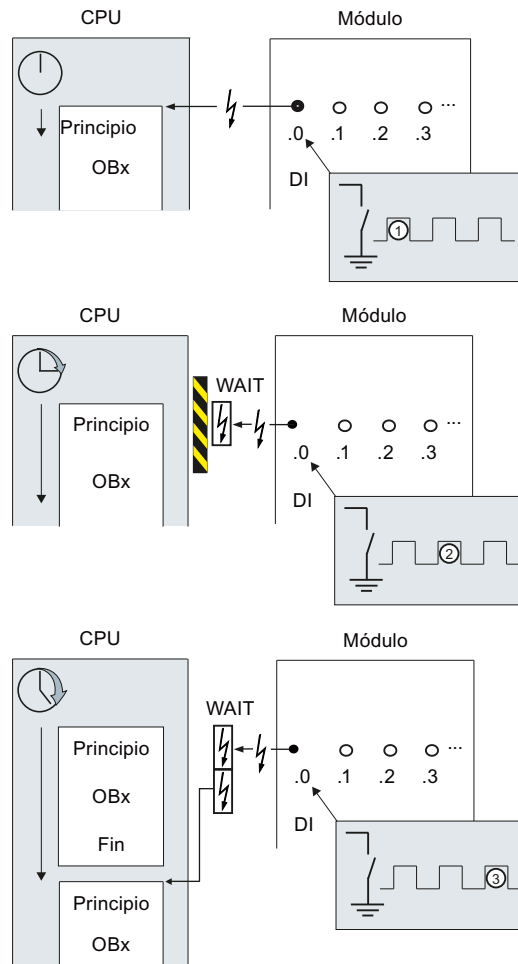 CPU
Módulo
Principio
OBx
.0
.1
.2
.3
...
DI
1
CPU
Módulo
WAIT
Principio
OBx
.0
.1
.2
.3
...
DI
2
CPU
Módulo
WAIT
Principio
OBx
Fin
.0
.1
.2
.3
...
DI
3
Principio
OBx